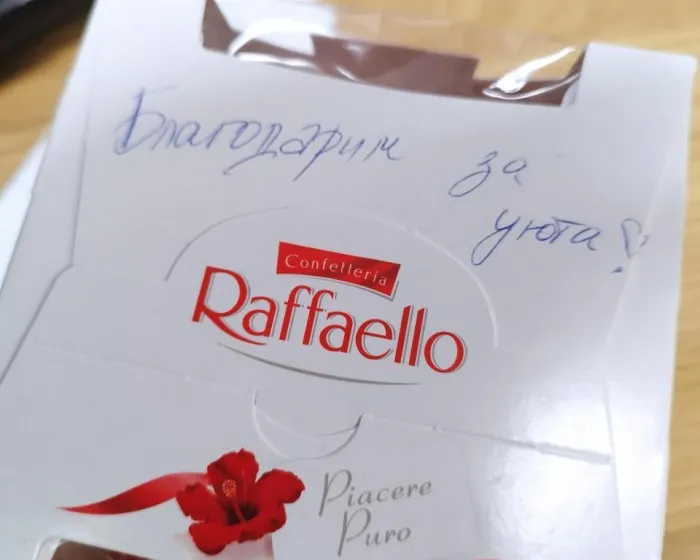 Благодарим за
уюта!
Confetteria
Raffaello
Piacere
Puro